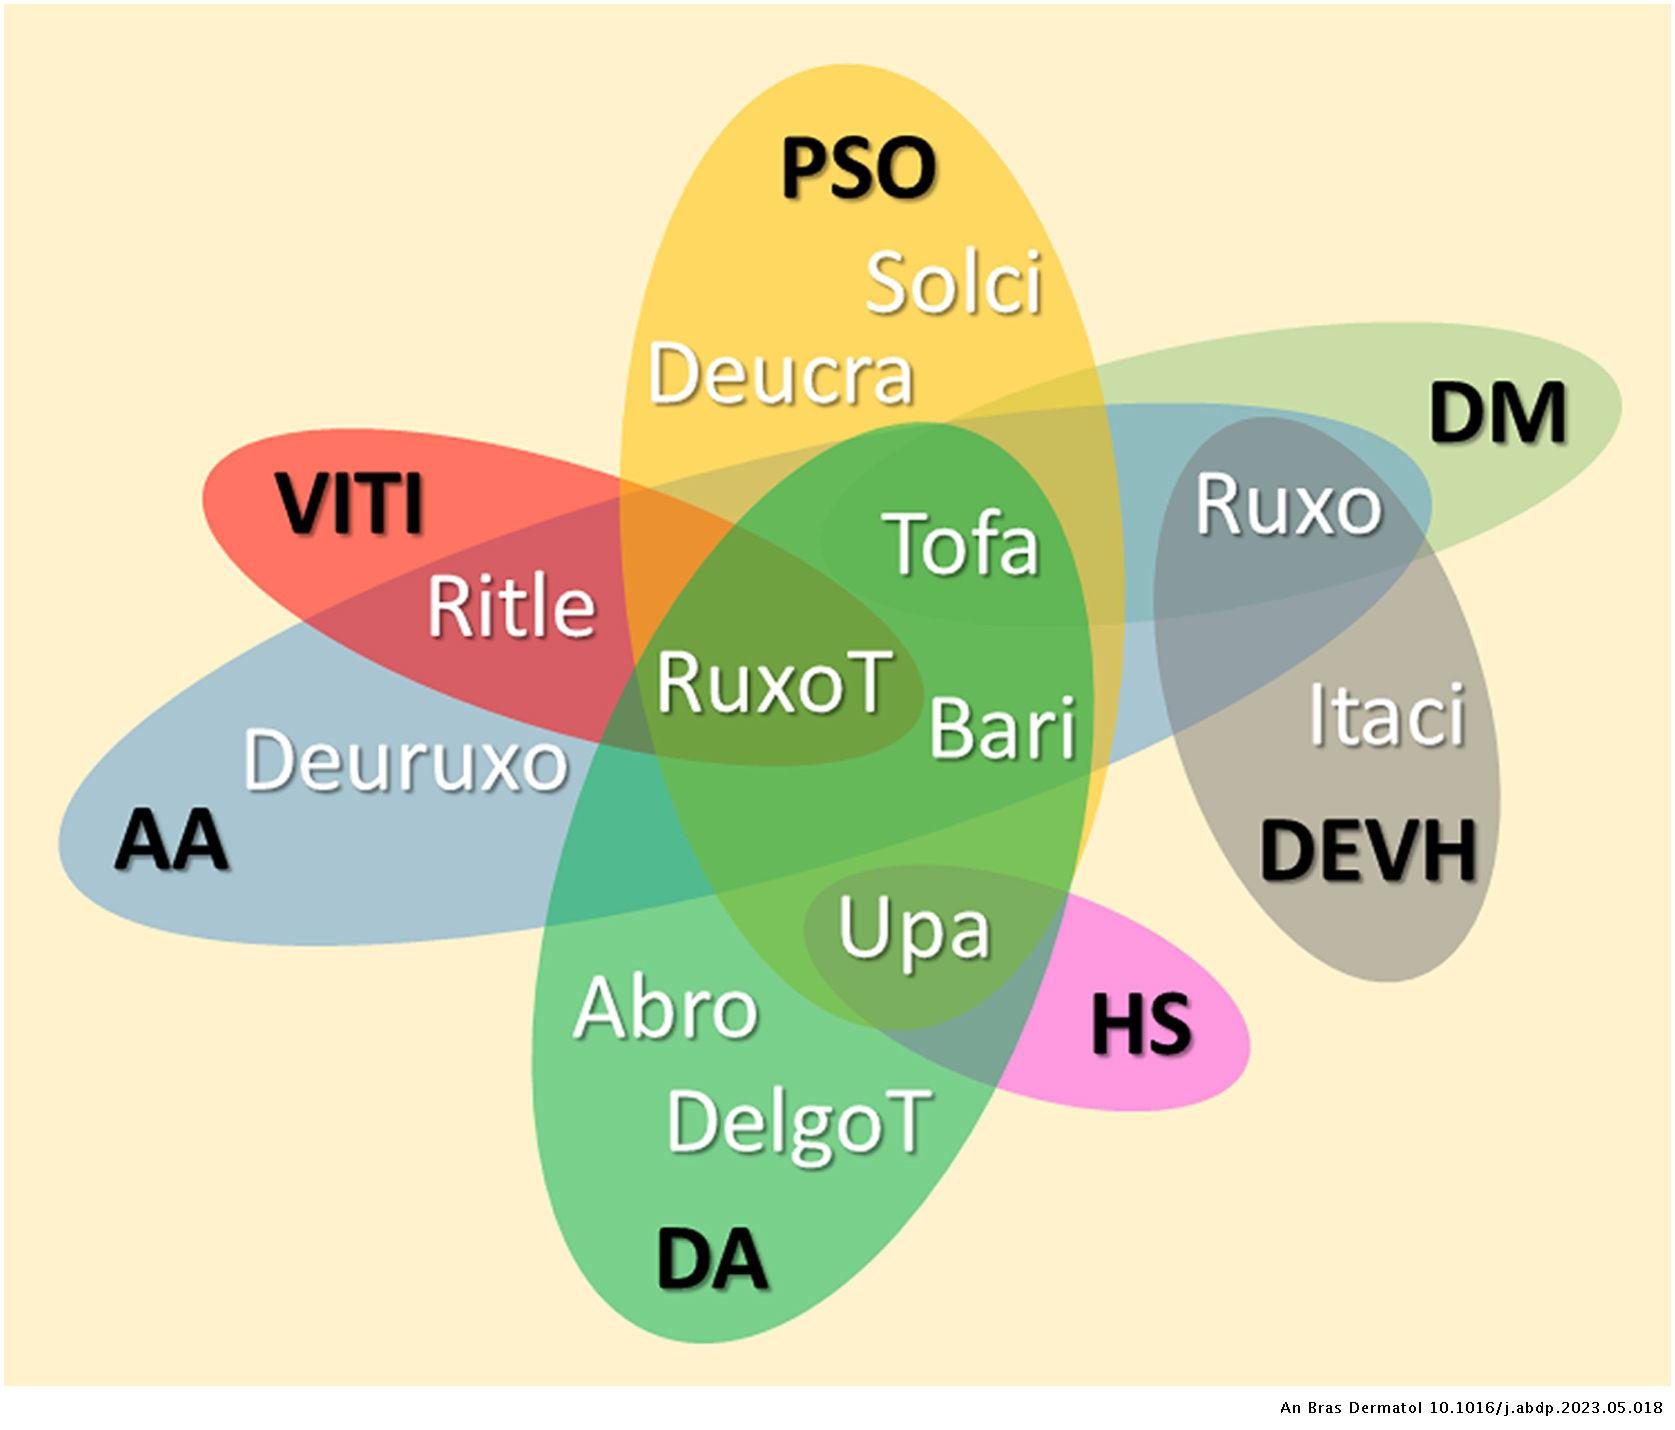 PSO
Solci
Deucra
DM
VITI
Ruxo
Tofa
Ritle
RuxoT
Bari
Itaci
Deuruxo
AA
DEVH
Upa
Abro
HS
DelgoT
DA
An Bras Dermatol 10.1016/j.abdp.2023.05.018